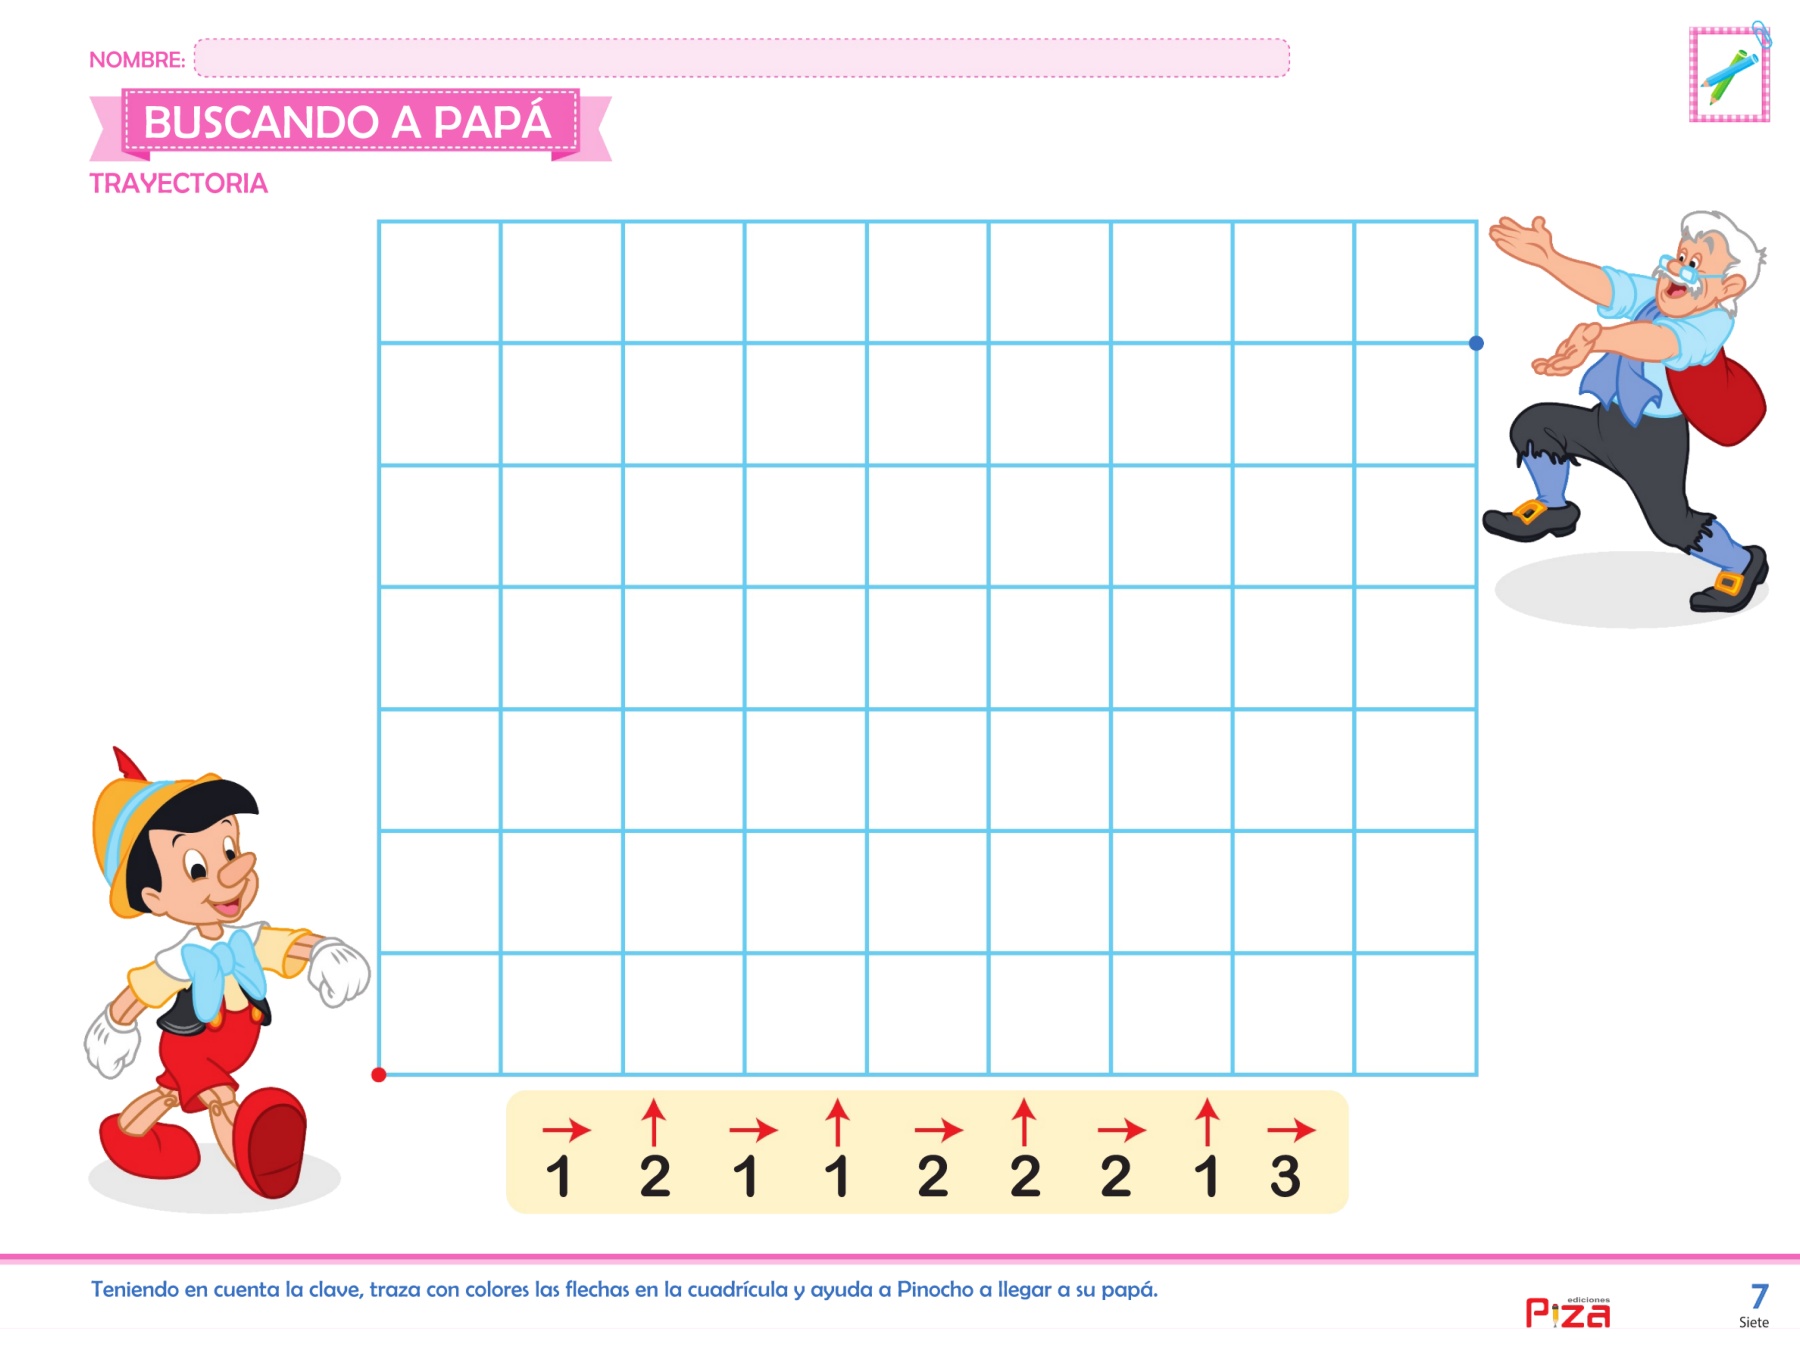 NOMBRE:
BUSCANDO A PAPÁ
TRAYECTORIA
1 2 1 1 2 2 2 1 3
Teniendo en cuenta la clave, traza con colores las flechas en la cuadrícula y ayuda a Pinocho a llegar a su papá.
ediciones
Piza
7
Siete